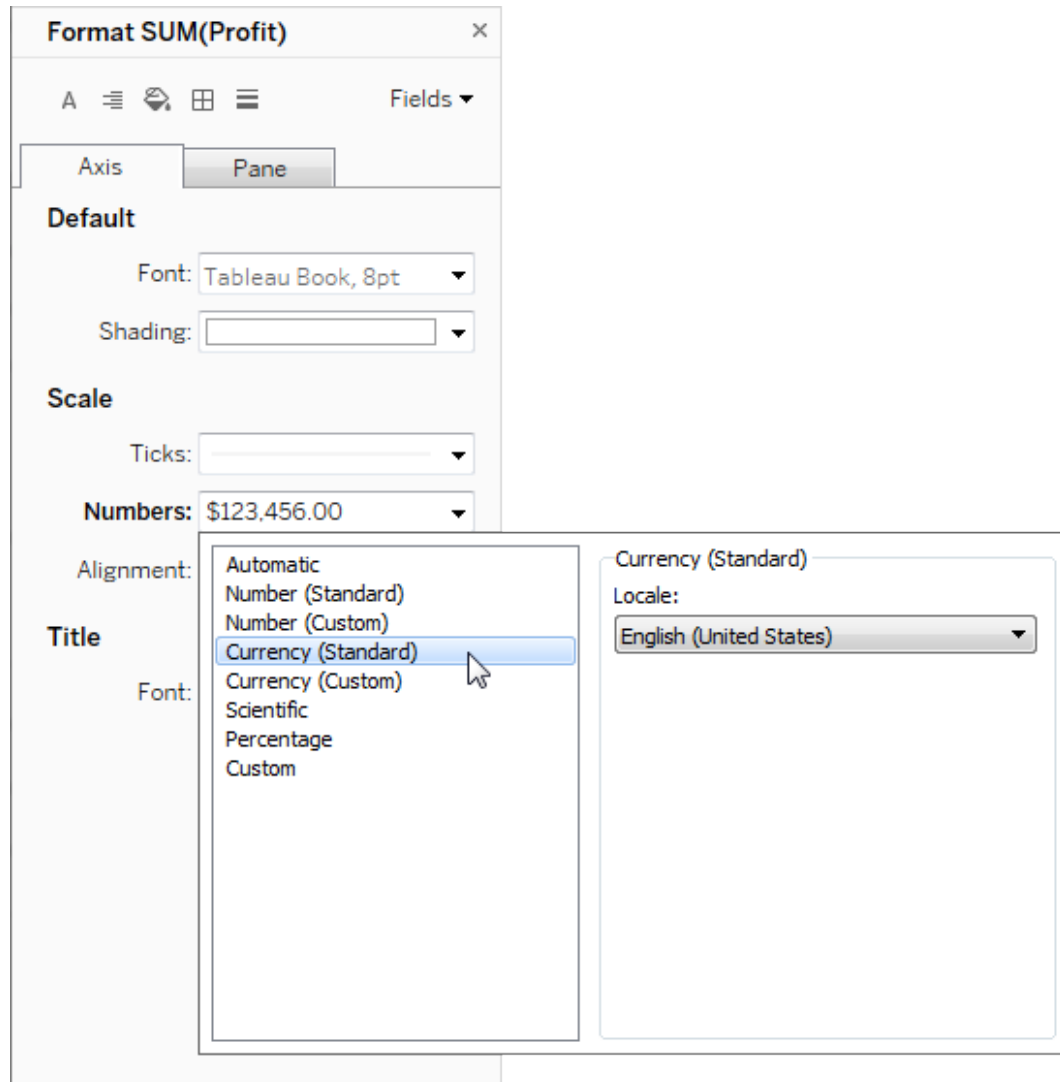 Format SUM(Profit) ×
A Fields
Axis Pane
Default
Font: Tableau Book, 8pt
Shading:
Scale
Ticks:
Numbers: $123,456.00
Alignment:
Automatic
Number (Standard)
Number (Custom)
Currency (Standard)
Currency (Custom)
Scientific
Percentage
Custom
Currency (Standard)
Locale:
English (United States)
Title
Font: